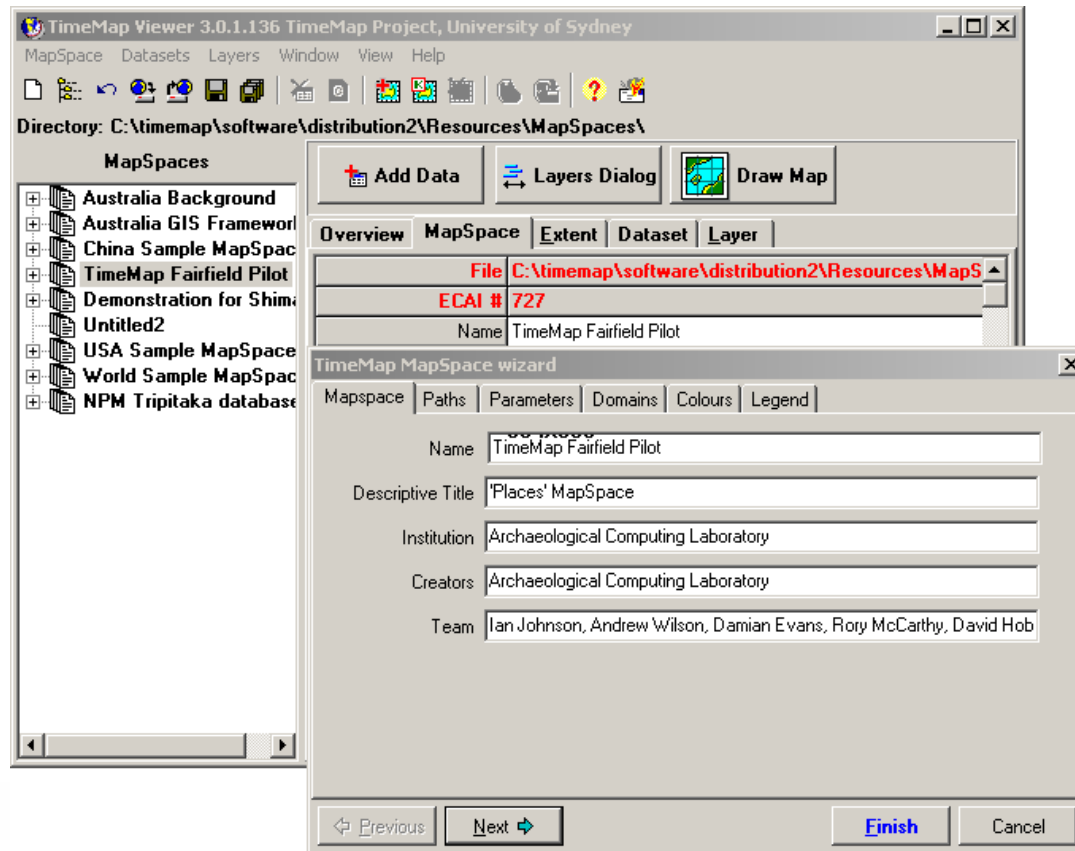 TimeMap Viewer 3.0.1.136 TimeMap Project, University of Sydney
MapSpace Datasets Layers Window View Help
Directory: C:\timemap\software\distribution2\Resources\MapSpaces\
MapSpaces
Australia Background
Australia GIS Framework
China Sample MapSpac
TimeMap Fairfield Pilot
Demonstration for Shima
Untitled2
USA Sample MapSpace
World Sample MapSpac
NPM Tripitaka database
Add Data
Layers Dialog
Draw Map
Overview MapSpace Extent Dataset Layer
File C:\timemap\software\distribution2\Resources\MapS
ECAI # 727
Name TimeMap Fairfield Pilot
TimeMap MapSpace wizard
Mapspace Paths Parameters Domains Colours Legend
Name TimeMap Fairfield Pilot
Descriptive Title 'Places' MapSpace
Institution Archaeological Computing Laboratory
Creators Archaeological Computing Laboratory
Team Ian Johnson, Andrew Wilson, Damian Evans, Rory McCarthy, David Hob
Previous Next Finish Cancel